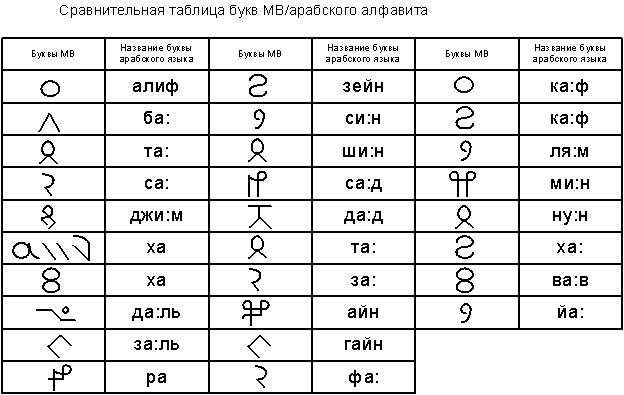 Сравнительная таблица букв МВ/арабского алфавита
Буквы МВ Название буквы арабского языка Буквы МВ Название буквы арабского языка Буквы МВ Название буквы арабского языка
алиф зейн ка:ф
ба: си:н ка:ф
та: ши:н ля:м
са: са:д ми:н
джи:м да:д ну:н
ха та: ха:
ха за: ва:в
да:ль айн йа:
за:ль гайн
ра фа: